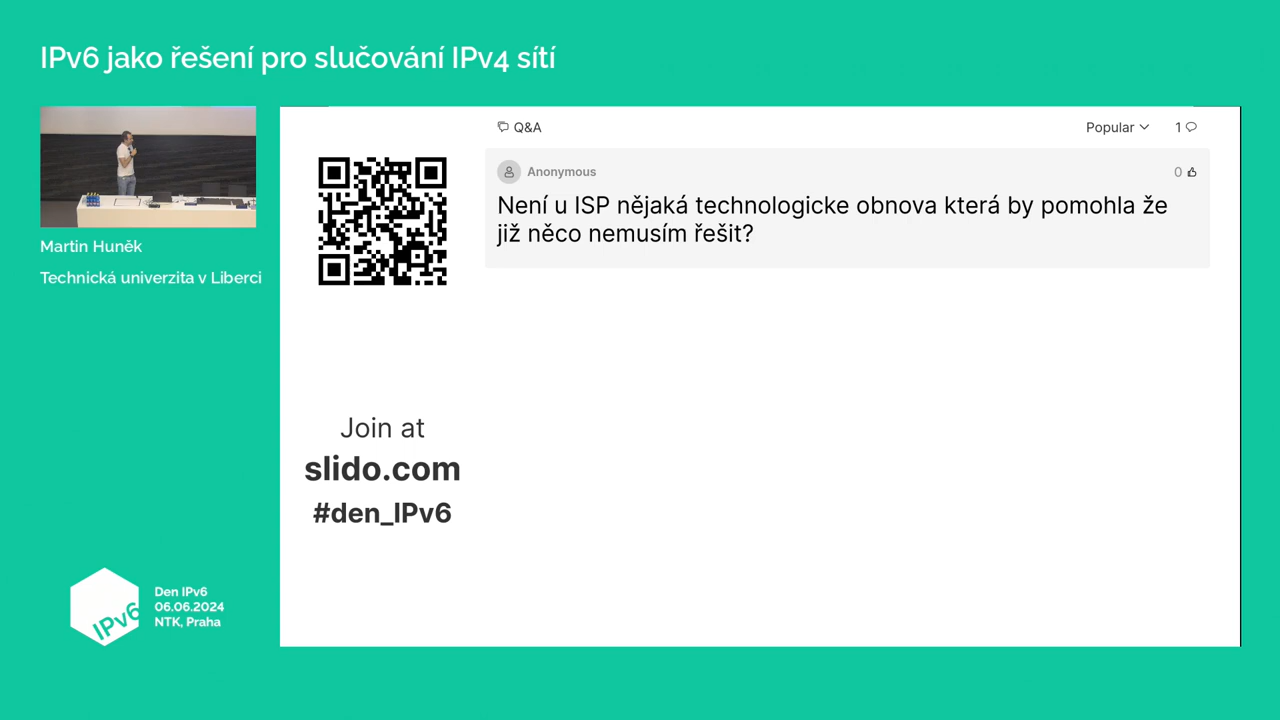 IPv6 jako řešení pro slučování IPv4 sítí
Martin Huněk
Technická univerzita v Liberci
Q&A
Popular
1
Anonymous
0
Není u ISP nějaká technologicke obnova která by pomohla že
již něco nemusím řešit?
Join at
slido.com
#den_IPv6
IPv6
Den IPv6
06.06.2024
NTK, Praha